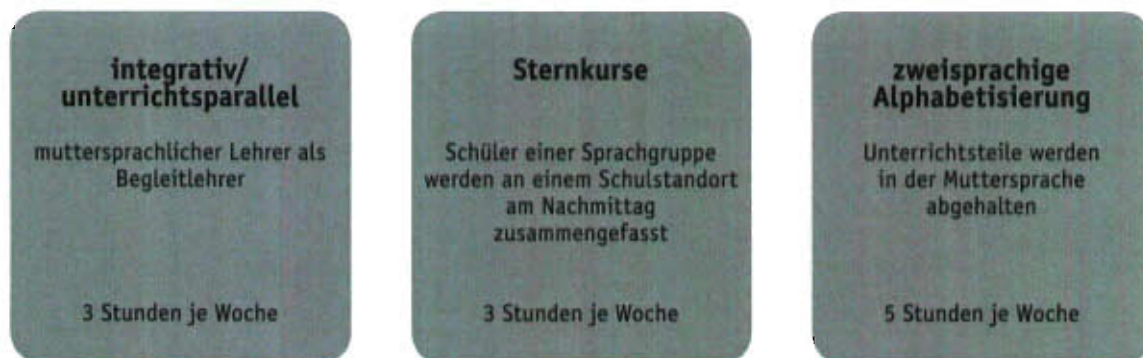 integrativ/
unterrichtsparallel
muttersprachlicher Lehrer als
Begleitlehrer
3 Stunden je Woche
Sternkurse
Schüler einer Sprachgruppe
werden an einem Schulstandort
am Nachmittag
zusammengefasst
3 Stunden je Woche
zweisprachige
Alphabetisierung
Unterrichtsteile werden
in der Muttersprache
abgehalten
5 Stunden je Woche